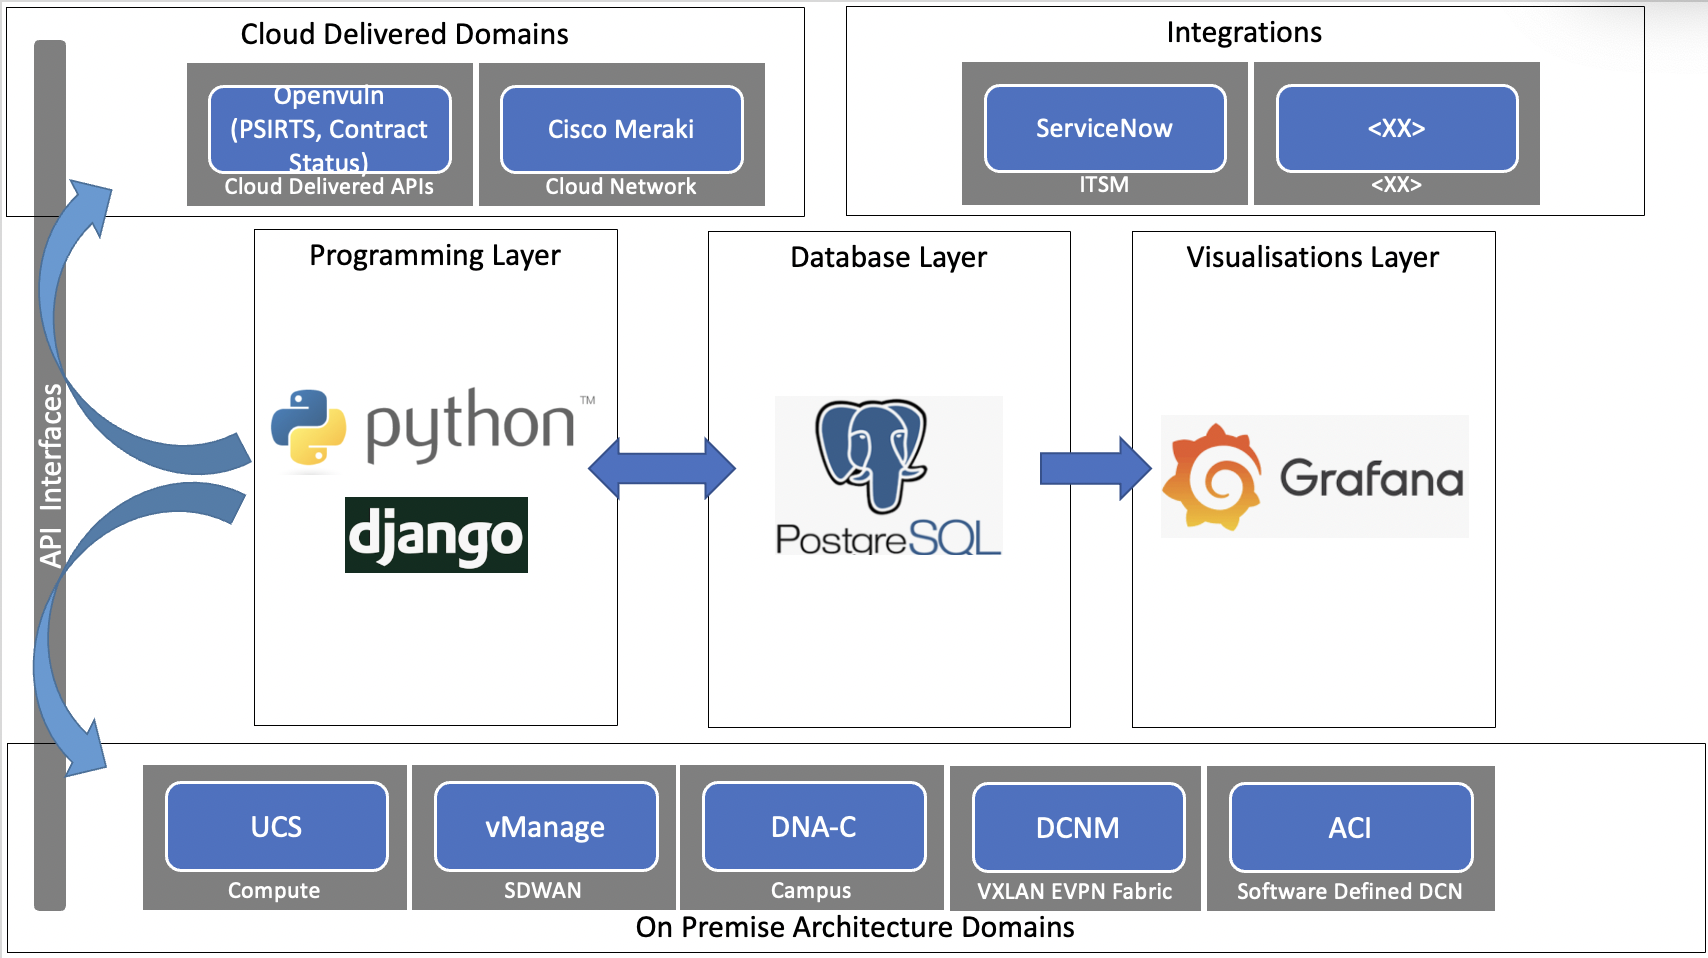 Cloud Delivered Domains
Openvuln
(PSIRTS, Contract
Status)
Cloud Delivered APIs
Cisco Meraki
Cloud Network
Integrations
ServiceNow
ITSM
<XX>
<XX>
API Interfaces
Programming Layer
python™
django
Database Layer
PostgreSQL
Visualisations Layer
Grafana
UCS
Compute
vManage
SDWAN
DNA-C
Campus
DCNM
VXLAN EVPN Fabric
ACI
Software Defined DCN
On Premise Architecture Domains